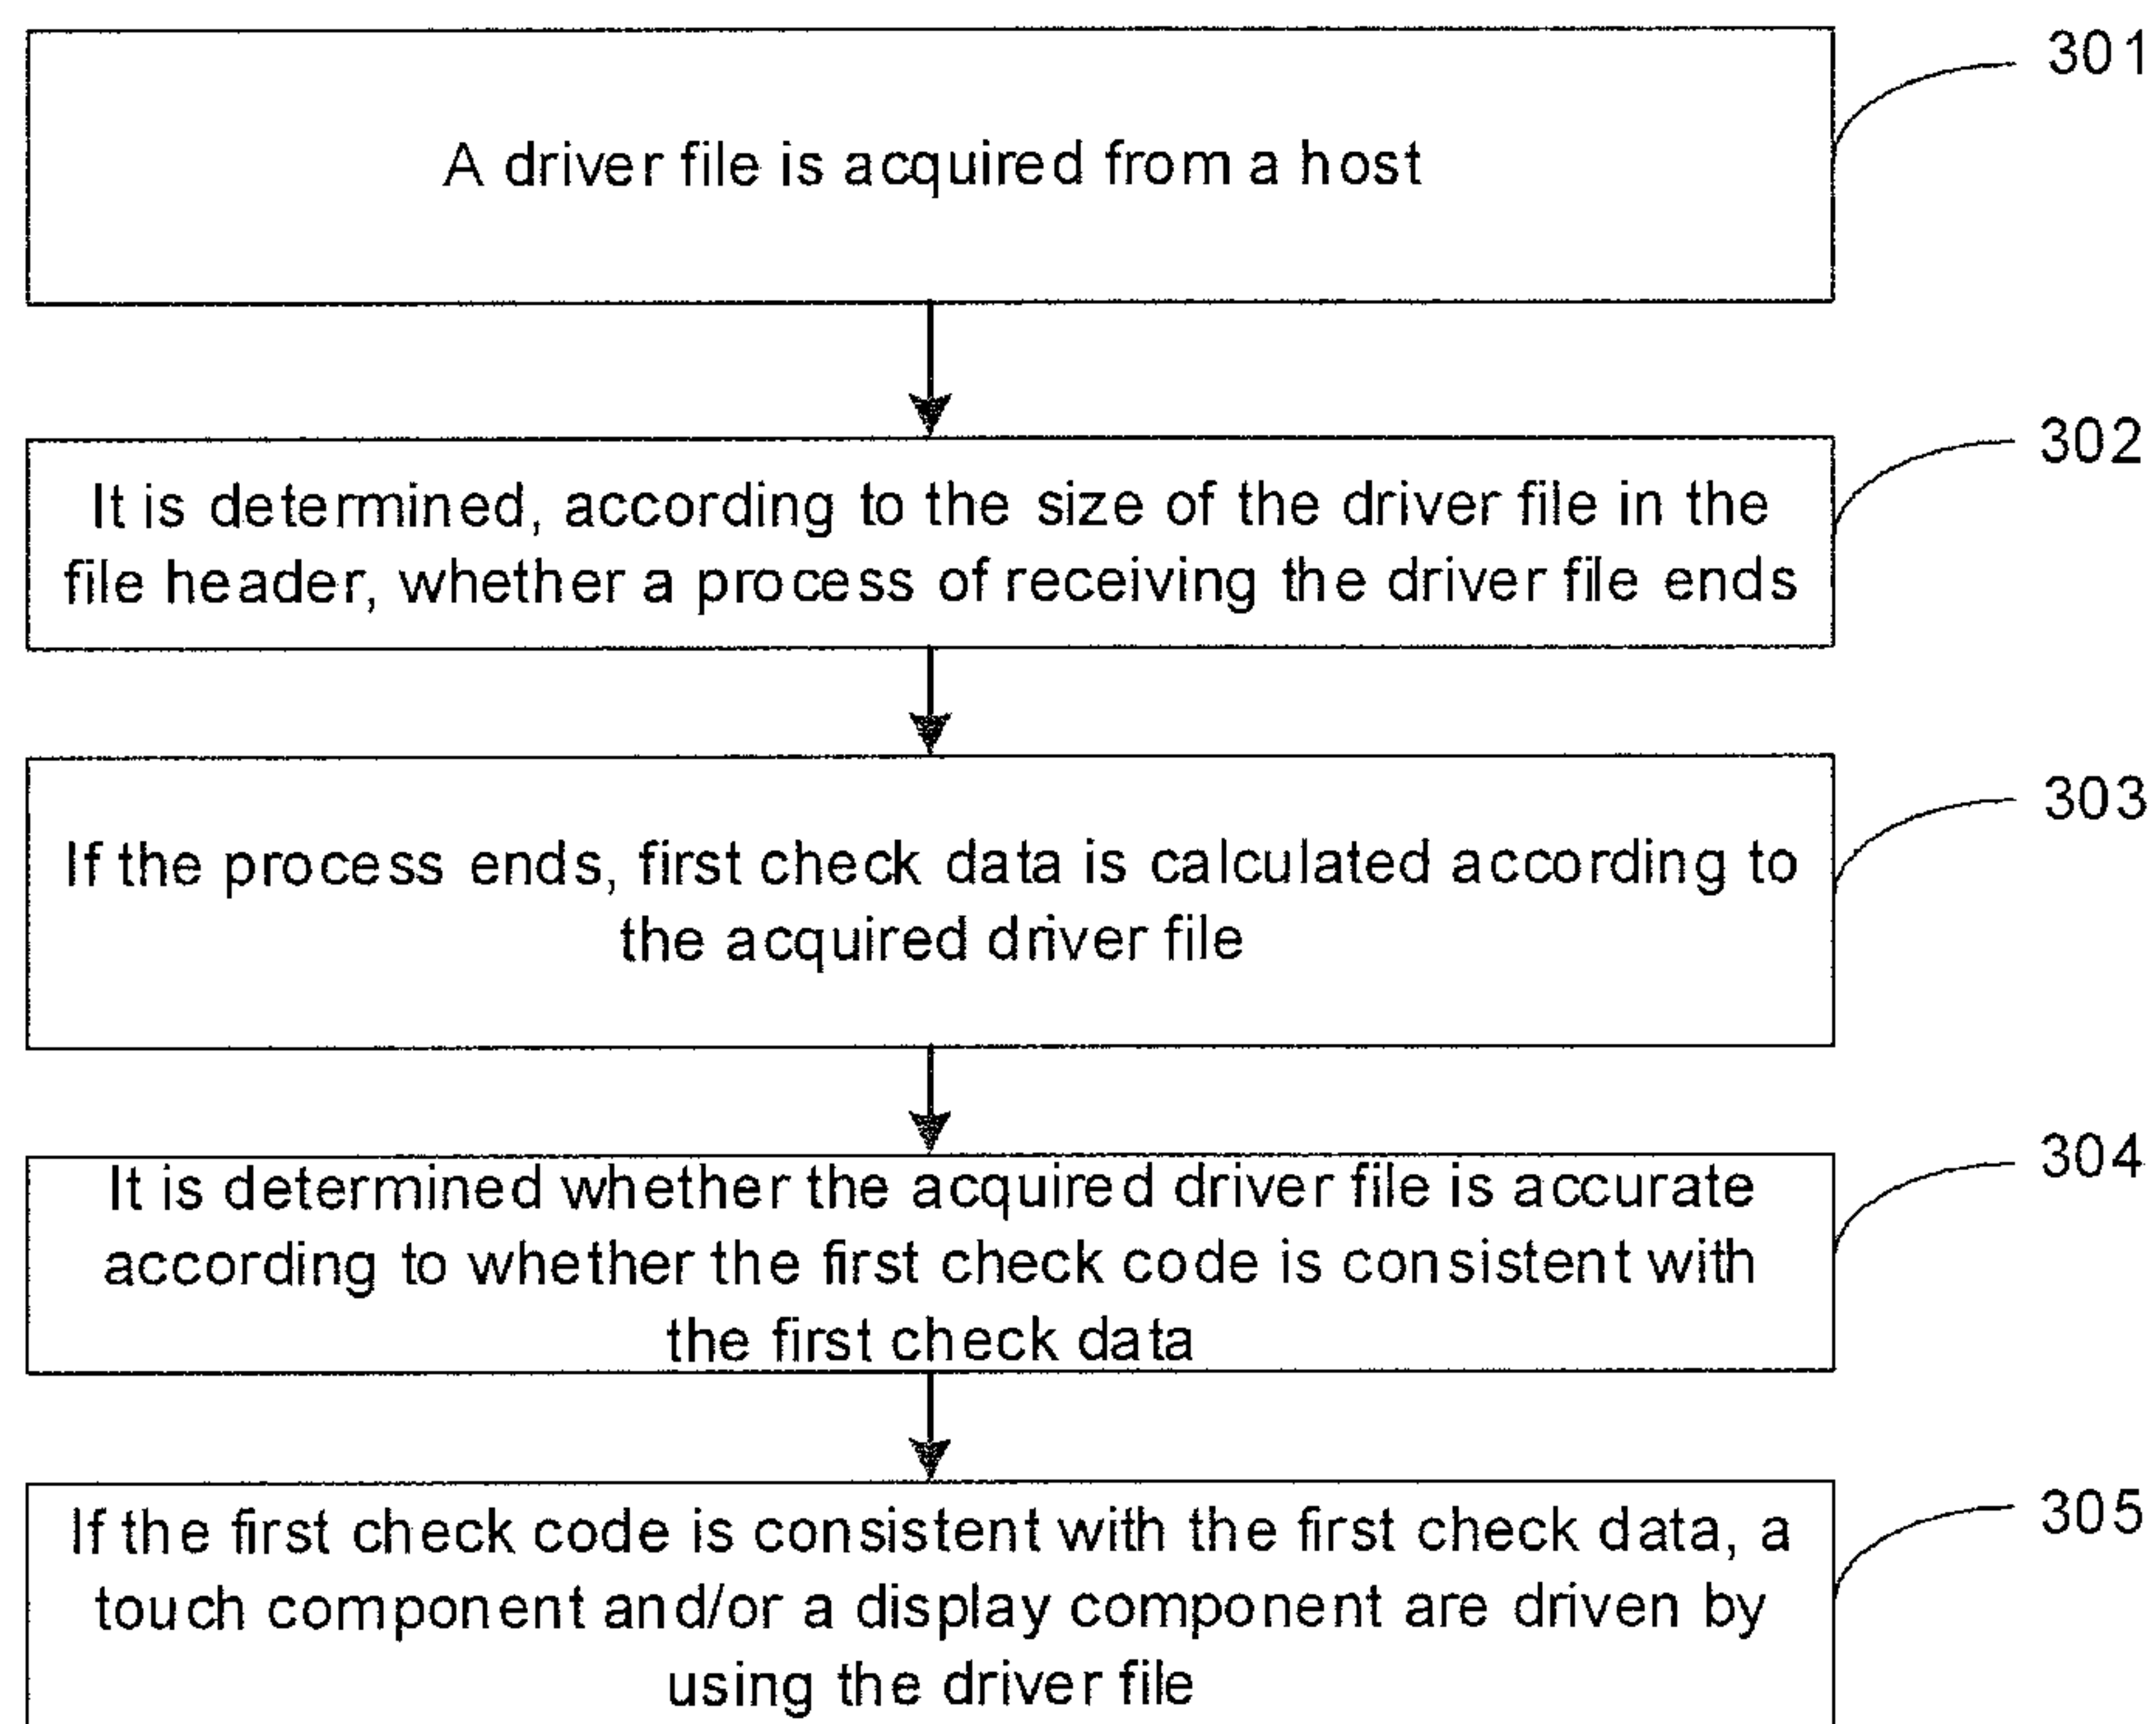 301
A driver file is acquired from a host
302
It is determined, according to the size of the driver file in the
file header, whether a process of receiving the driver file ends
303
If the process ends, first check data is calculated according to
the acquired driver file
304
It is determined whether the acquired driver file is accurate
according to whether the first check code is consistent with
the first check data
305
If the first check code is consistent with the first check data, a
touch component and/or a display component are driven by
using the driver file